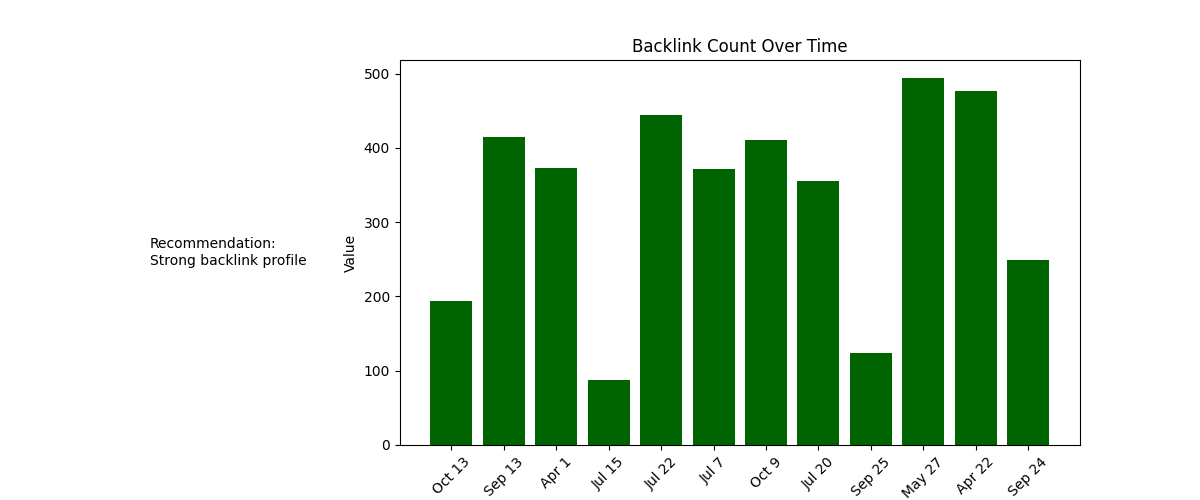 Backlink Count Over Time
Recommendation:
Strong backlink profile
Value
500
400
300
200
100
0
Oct 13
Sep 13
Apr 1
Jul 15
Jul 22
Jul 7
Oct 9
Jul 20
Sep 25
May 27
Apr 22
Sep 24